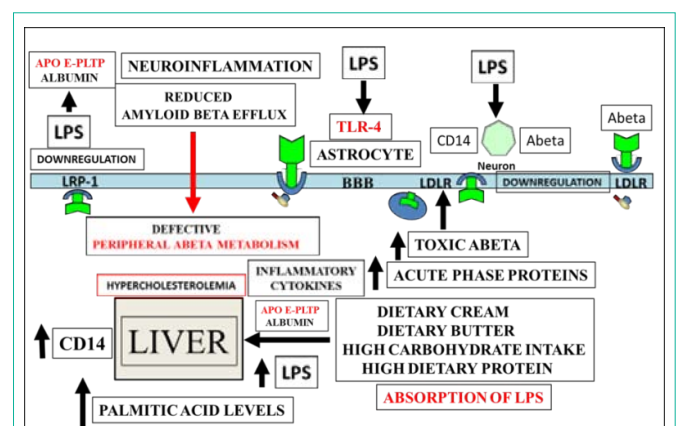 APO E-PLTP
ALBUMIN
NEUROINFLAMMATION
LPS
LPS
REDUCED
AMYLOID BETA EFFLUX
LPS
TLR-4
CD14
Abeta
Abeta
DOWNREGULATION
ASTROCYTE
Neuron
LRP-1
BBB
LDLR
DOWNREGULATION
LDLR
DEFECTIVE
PERIPHERAL ABETA METABOLISM
TOXIC ABETA
INFLAMMATORY
CYTOKINES
ACUTE PHASE PROTEINS
HYPERCHOLESTEROLEMIA
APO E-PLTP
ALBUMIN
DIETARY CREAM
DIETARY BUTTER
HIGH CARBOHYDRATE INTAKE
HIGH DIETARY PROTEIN
CD14
LIVER
LPS
ABSORPTION OF LPS
PALMITIC ACID LEVELS